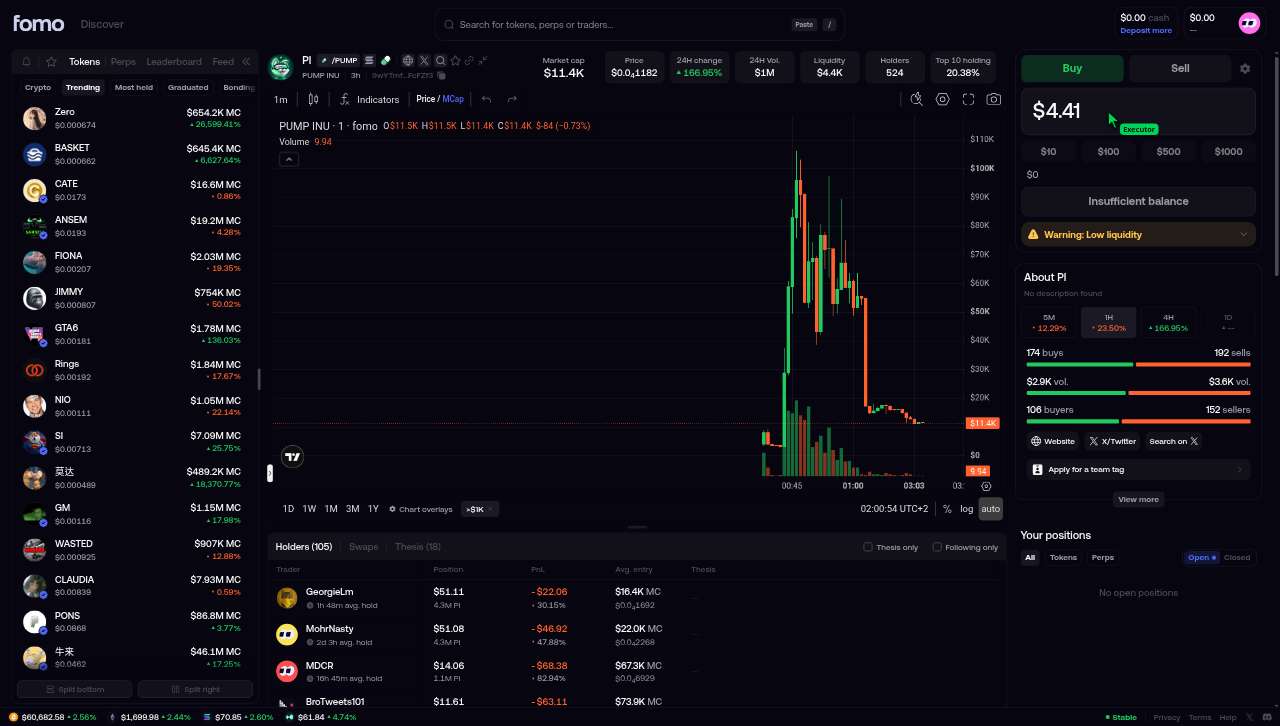 fomo
Discover
Search for tokens, perps or traders...
Paste /
$0.00 cash
Deposit more
$0.00
—
Tokens Perps Leaderboard Feed
Crypto Trending Most held Graduated Bonding
Zero $654.2K MC
$0.000674 26,599.41%
BASKET $645.4K MC
$0.000662 6,627.64%
CATE $16.6M MC
$0.0173 0.86%
ANSEM $19.2M MC
$0.0193 4.28%
FIONA $2.03M MC
$0.00207 19.35%
JIMMY $754K MC
$0.000807 50.02%
GTA6 $1.78M MC
$0.00181 136.03%
Rings $1.84M MC
$0.00192 17.67%
NIO $1.05M MC
$0.00111 22.14%
SI $7.09M MC
$0.00713 25.75%
莫达 $489.2K MC
$0.000489 18,370.77%
GM $1.15M MC
$0.00116 17.98%
WASTED $907K MC
$0.000925 12.88%
CLAUDIA $7.93M MC
$0.00839 0.59%
PONS $86.8M MC
$0.0868 3.77%
牛来 $46.1M MC
$0.0462 17.25%
Split bottom Split right
PI /PUMP
PUMP INU 3h
Market cap
$11.4K
Price
$0.0₄1182
24H change
166.95%
24H Vol.
$1M
Liquidity
$4.4K
Holders
524
Top 10 holding
20.38%
1m Indicators Price / MCap
PUMP INU · 1 · fomo O$11.5K H$11.5K L$11.4K C$11.4K $-84 (−0.73%)
Volume 9.94
$110K
$100K
$90K
$80K
$70K
$60K
$50K
$40K
$30K
$20K
$11.4K
$0
9.94
00:45 01:00 03:03 03:
1D 1W 1M 3M 1Y Chart overlays >$1K
02:00:54 UTC+2 % log auto
Holders (105) Swaps Thesis (18)
Thesis only Following only
Trader Position PnL Avg. entry Thesis
GeorgieLm $51.11 -$22.06 $16.4K MC
1h 48m avg. hold 4.3M PI 30.15% $0.0₄1692
MohrNasty $51.08 -$46.92 $22.0K MC
2d 3h avg. hold 4.3M PI 47.88% $0.0₄2268
MDCR $14.06 -$68.38 $67.3K MC
16h 45m avg. hold 1.1M PI 82.94% $0.0₄6929
BroTweets101 $11.61 -$63.11 $73.9K MC
Buy Sell
$4.41
Executor
$10 $100 $500 $1000
$0
Insufficient balance
Warning: Low liquidity
About PI
No description found
5M 1H 4H 1D
12.29% 23.50% 166.95% --
174 buys 192 sells
$2.9K vol. $3.6K vol.
106 buyers 152 sellers
Website X/Twitter Search on X
Apply for a team tag
View more
Your positions
All Tokens Perps Open Closed
No open positions
$60,682.58 2.56% $1,699.98 2.44% $70.85 2.60% $61.84 4.74%
Stable Privacy Terms Help